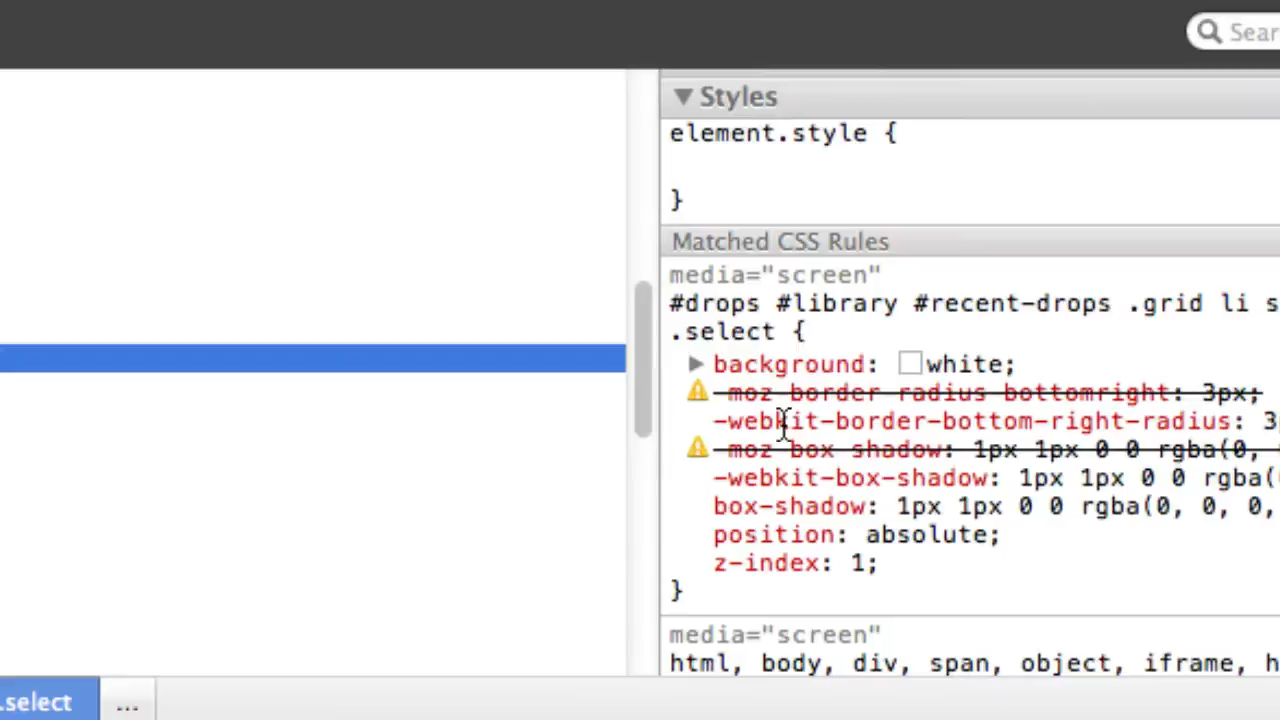 Sear
▼ Styles
element.style {
}
Matched CSS Rules
media="screen"
#drops #library #recent-drops .grid li s
.select {
background: white;
-moz-border-radius-bottomright: 3px;
-webkit-border-bottom-right-radius: 3p
-moz-box-shadow: 1px 1px 0 0 rgba(0,
-webkit-box-shadow: 1px 1px 0 0 rgba(
box-shadow: 1px 1px 0 0 rgba(0, 0, 0,
position: absolute;
z-index: 1;
}
media="screen"
html, body, div, span, object, iframe, h
.select ...